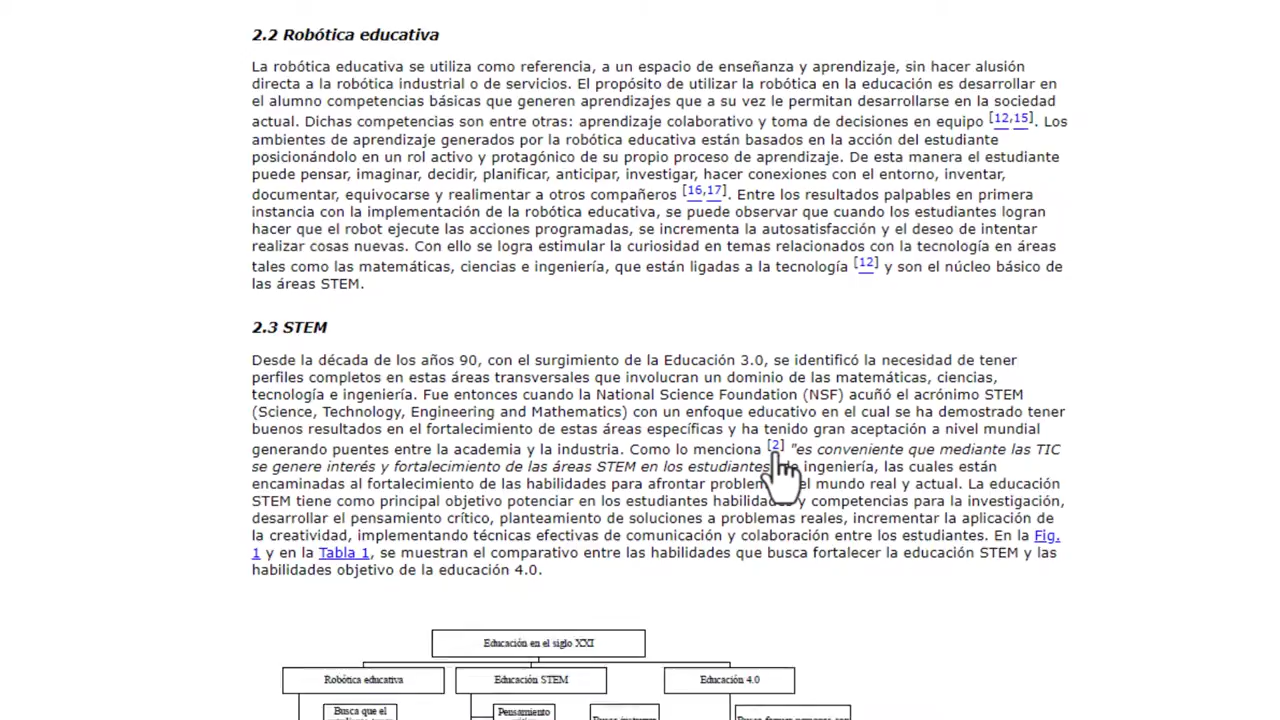 2.2 Robótica educativa
La robótica educativa se utiliza como referencia, a un espacio de enseñanza y aprendizaje, sin hacer alusión
directa a la robótica industrial o de servicios. El propósito de utilizar la robótica en la educación es desarrollar en
el alumno competencias básicas que generen aprendizajes que a su vez le permitan desarrollarse en la sociedad
actual. Dichas competencias son entre otras: aprendizaje colaborativo y toma de decisiones en equipo [12,15]. Los
ambientes de aprendizaje generados por la robótica educativa están basados en la acción del estudiante
posicionándolo en un rol activo y protagónico de su propio proceso de aprendizaje. De esta manera el estudiante
puede pensar, imaginar, decidir, planificar, anticipar, investigar, hacer conexiones con el entorno, inventar,
documentar, equivocarse y realimentar a otros compañeros [16,17]. Entre los resultados palpables en primera
instancia con la implementación de la robótica educativa, se puede observar que cuando los estudiantes logran
hacer que el robot ejecute las acciones programadas, se incrementa la autosatisfacción y el deseo de intentar
realizar cosas nuevas. Con ello se logra estimular la curiosidad en temas relacionados con la tecnología en áreas
tales como las matemáticas, ciencias e ingeniería, que están ligadas a la tecnología [12] y son el núcleo básico de
las áreas STEM.
2.3 STEM
Desde la década de los años 90, con el surgimiento de la Educación 3.0, se identificó la necesidad de tener
perfiles completos en estas áreas transversales que involucran un dominio de las matemáticas, ciencias,
tecnología e ingeniería. Fue entonces cuando la National Science Foundation (NSF) acuñó el acrónimo STEM
(Science, Technology, Engineering and Mathematics) con un enfoque educativo en el cual se ha demostrado tener
buenos resultados en el fortalecimiento de estas áreas específicas y ha tenido gran aceptación a nivel mundial
generando puentes entre la academia y la industria. Como lo menciona [2] "es conveniente que mediante las TIC
se genere interés y fortalecimiento de las áreas STEM en los estudiantes ingeniería, las cuales están
encaminadas al fortalecimiento de las habilidades para afrontar el mundo real y actual. La educación
STEM tiene como principal objetivo potenciar en los estudiantes y competencias para la investigación,
desarrollar el pensamiento crítico, planteamiento de soluciones a problemas reales, incrementar la aplicación de
la creatividad, implementando técnicas efectivas de comunicación y colaboración entre los estudiantes. En la Fig.
1 y en la Tabla 1, se muestran el comparativo entre las habilidades que busca fortalecer la educación STEM y las
habilidades objetivo de la educación 4.0.
Educación en el siglo XXI
Robótica educativa
Educación STEM
Educación 4.0
Busca que el
Pensamiento